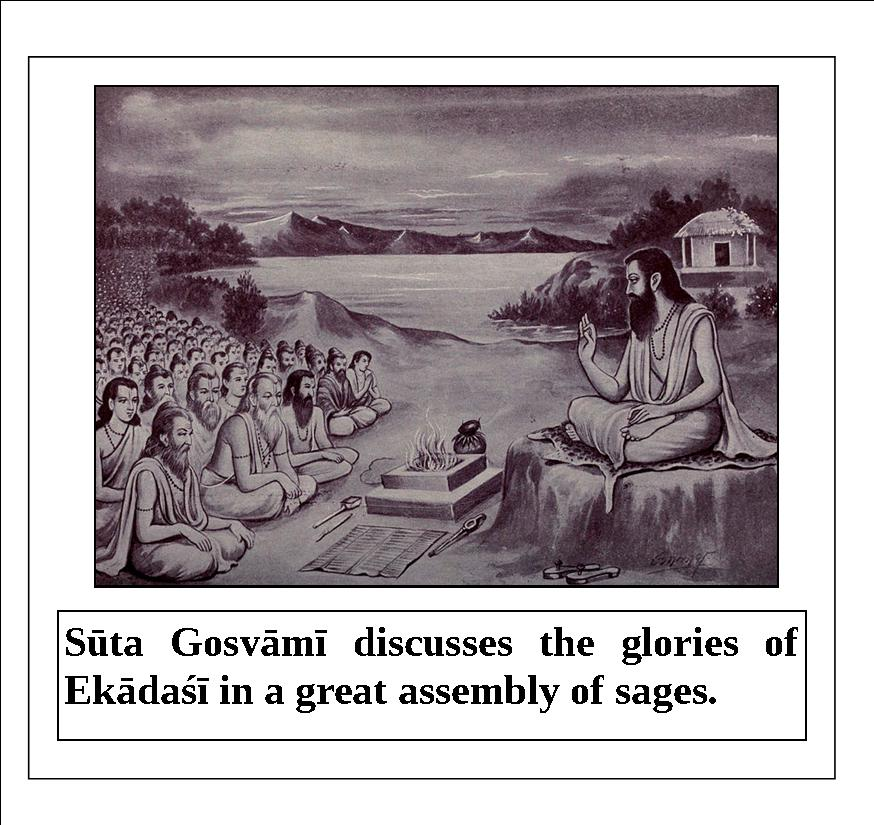 Sūta Gosvāmī discusses the glories of
Ekādaśī in a great assembly of sages.